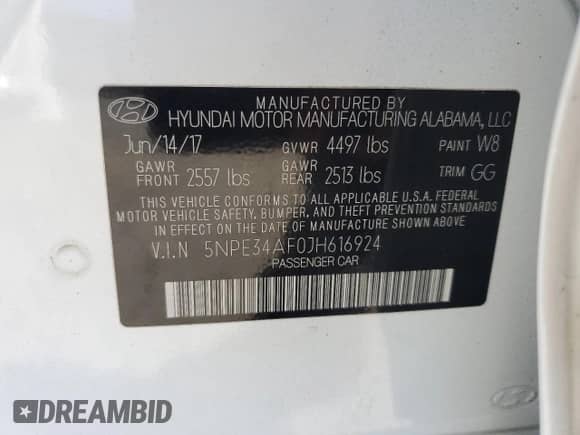 MANUFACTURED BY
HYUNDAI MOTOR MANUFACTURING ALABAMA, LLC
Jun/14/17 GVWR 4497 lbs PAINT W8
GAWR FRONT 2557 lbs GAWR REAR 2513 lbs TRIM GG
THIS VEHICLE CONFORMS TO ALL APPLICABLE U.S.A. FEDERAL
MOTOR VEHICLE SAFETY, BUMPER, AND THEFT PREVENTION STANDARDS
IN EFFECT ON THE DATE OF MANUFACTURE SHOWN ABOVE.
V.I.N 5NPE34AF0JH616924
PASSENGER CAR
DREAMBID